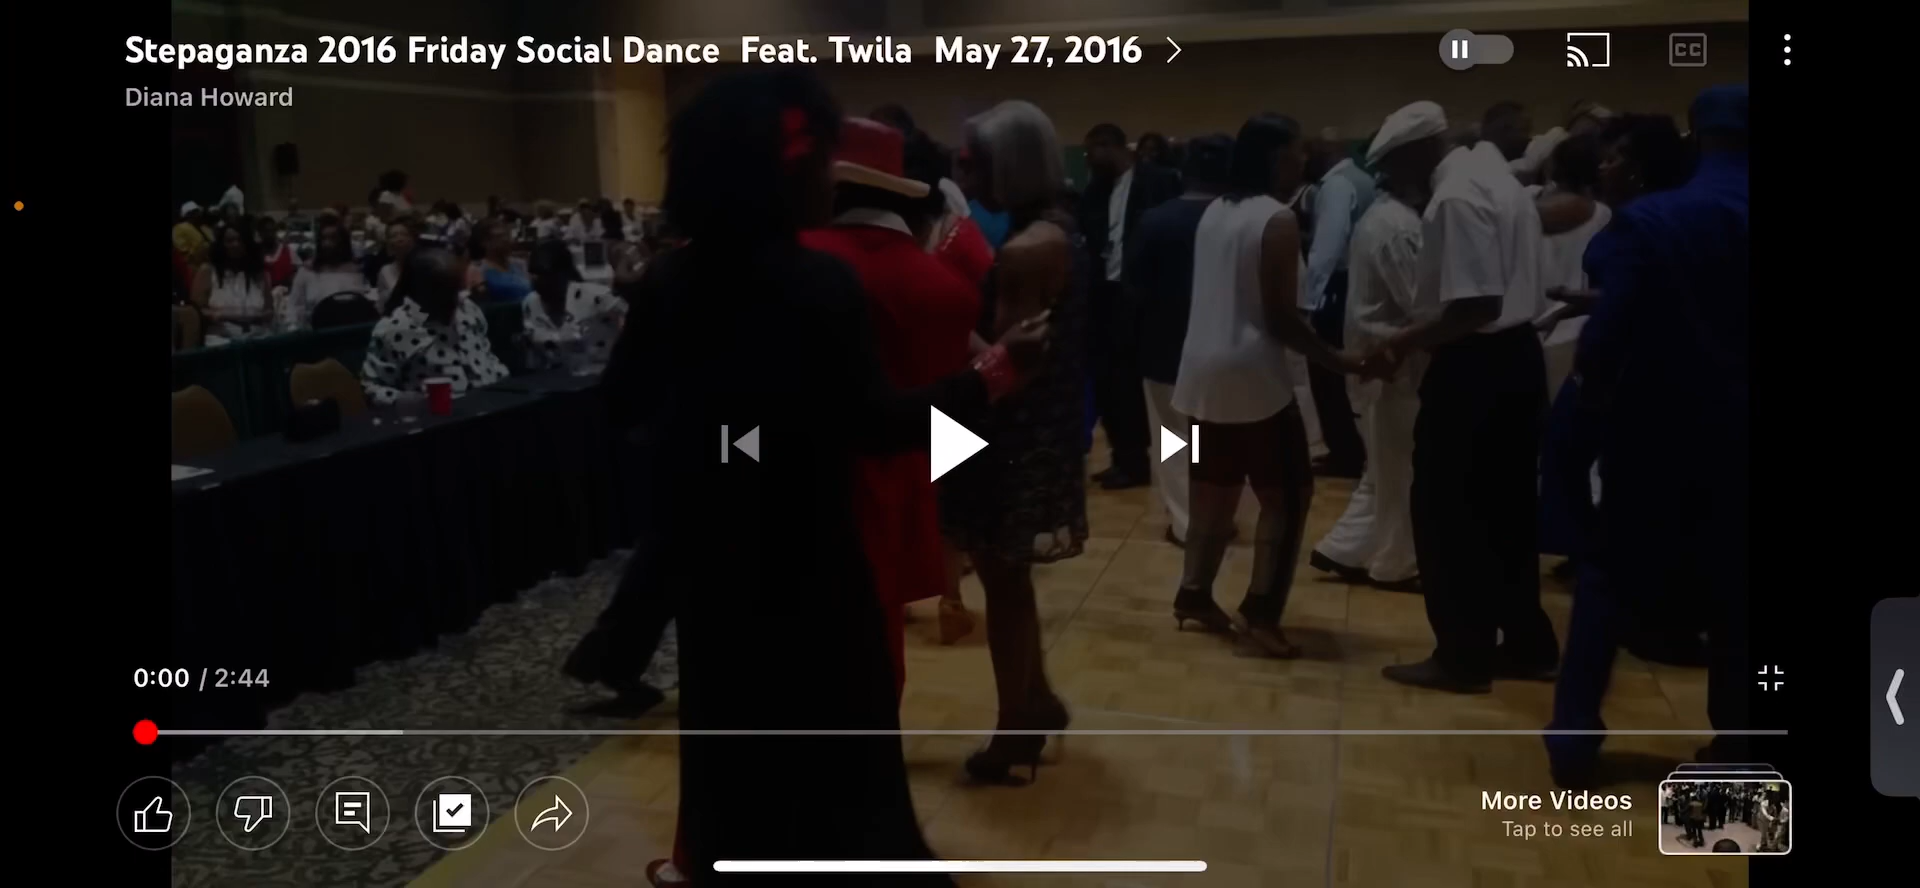 Stepaganza 2016 Friday Social Dance Feat. Twila May 27, 2016
CC
Diana Howard
0:00 / 2:44
More Videos
Tap to see all